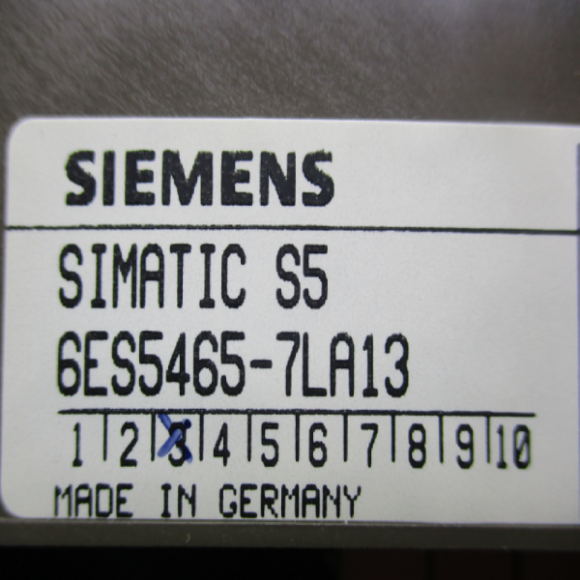 SIEMENS
SIMATIC S5
6ES5465-7LA13
1 2 3 4 5 6 7 8 9 10
MADE IN GERMANY